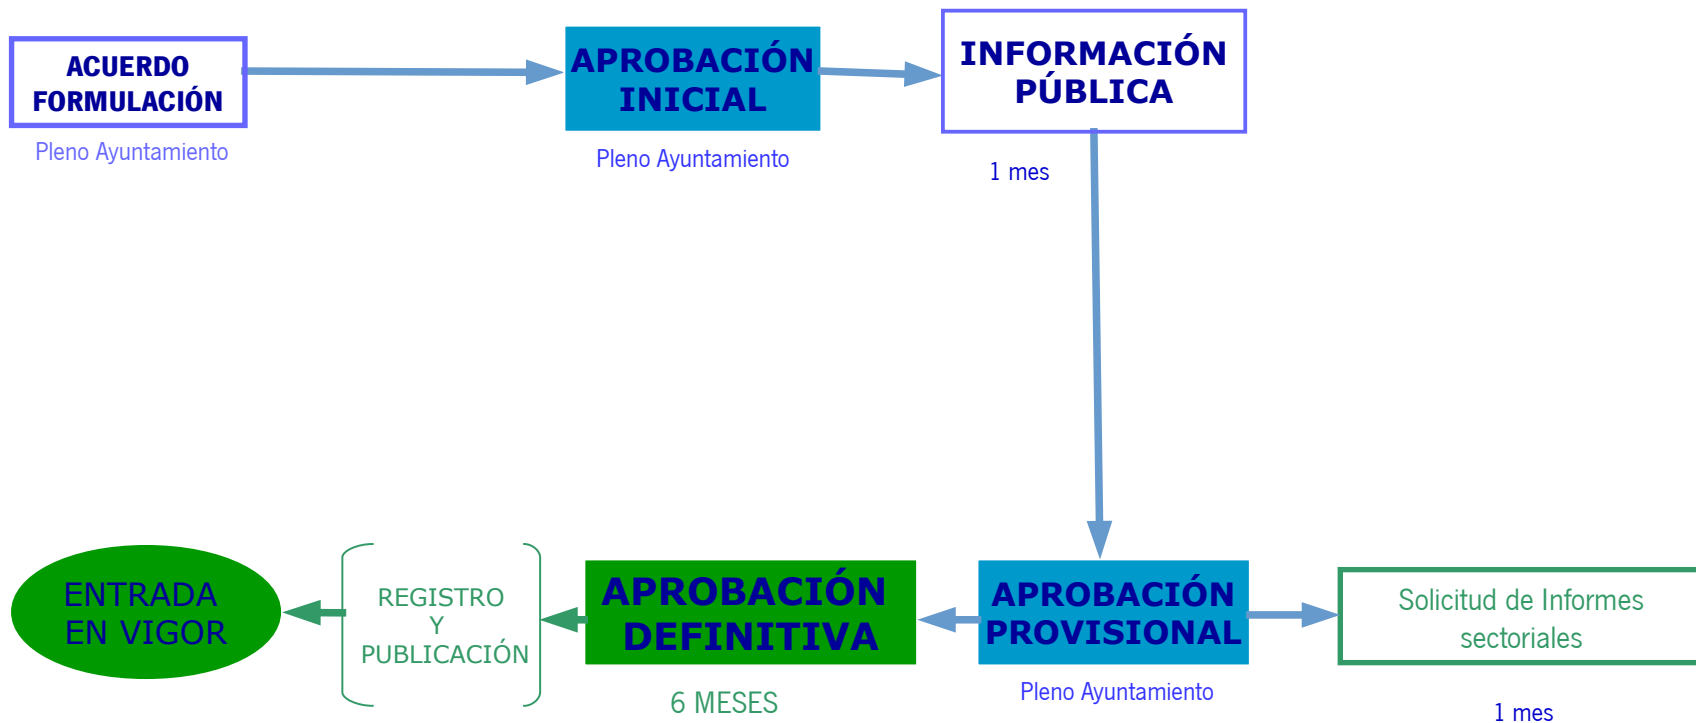 ACUERDO
FORMULACIÓN
Pleno Ayuntamiento
APROBACIÓN
INICIAL
Pleno Ayuntamiento
INFORMACIÓN
PÚBLICA
1 mes
ENTRADA
EN VIGOR
REGISTRO
Y
PUBLICACIÓN
APROBACIÓN
DEFINITIVA
6 MESES
APROBACIÓN
PROVISIONAL
Pleno Ayuntamiento
Solicitud de Informes
sectoriales
1 mes